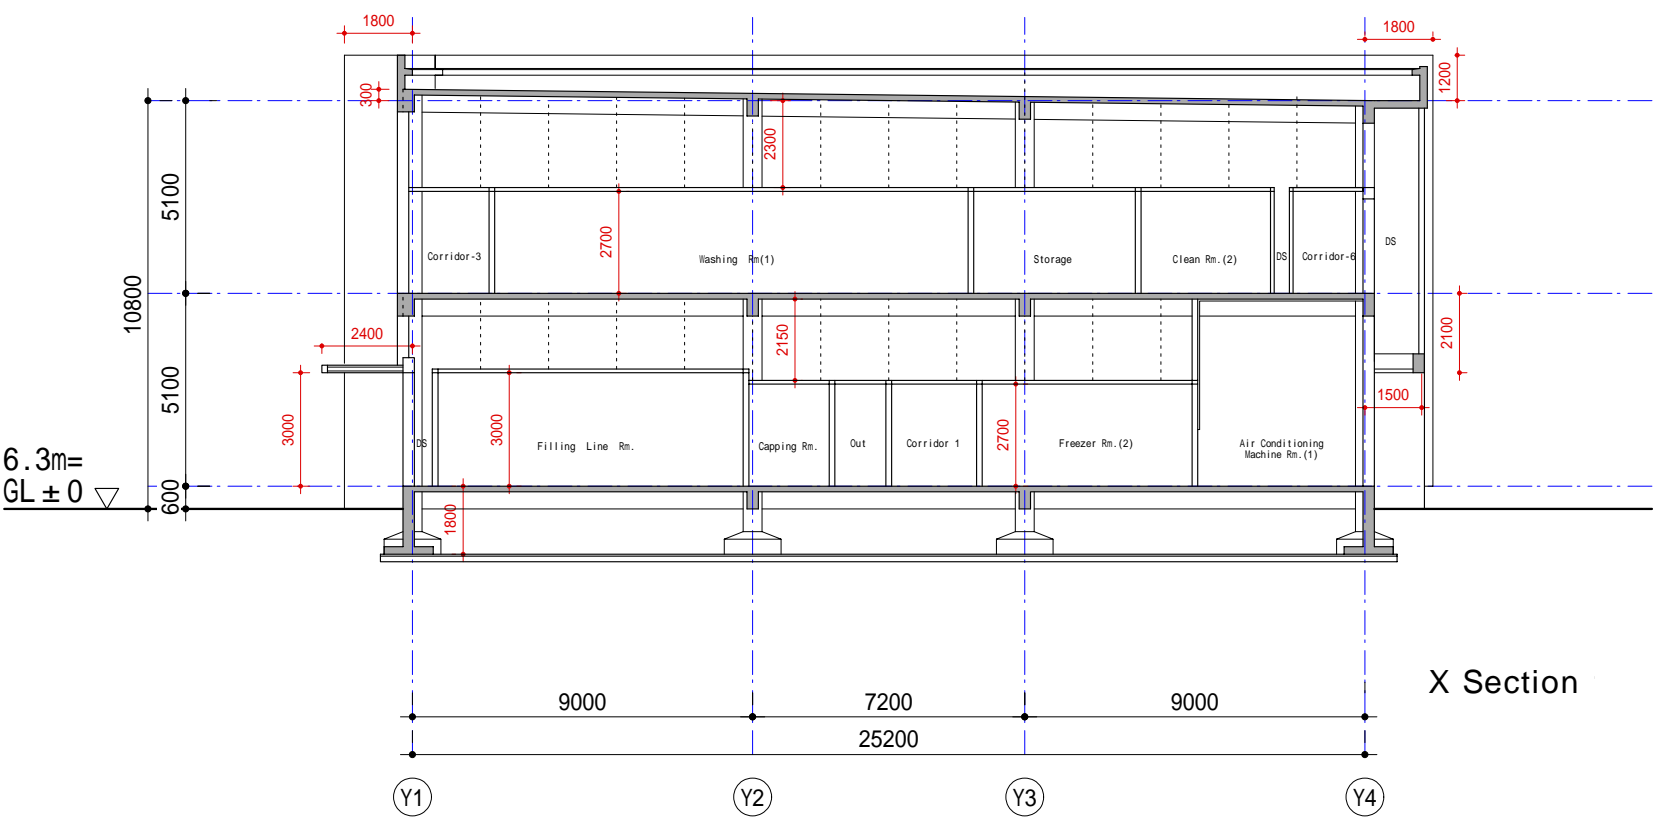 1800
1800
300
1200
2300
5100
2700
Corridor-3
Washing Rm(1)
Storage
Clean Rm.(2)
DS
Corridor-6
DS
10800
2400
2150
2100
5100
3000
3000
2700
1500
DS
Filling Line Rm.
Capping Rm.
Out
Corridor 1
Freezer Rm.(2)
Air Conditioning
Machine Rm.(1)
6.3m=
GL±0
600
1800
X Section
9000
7200
9000
25200
Y1
Y2
Y3
Y4